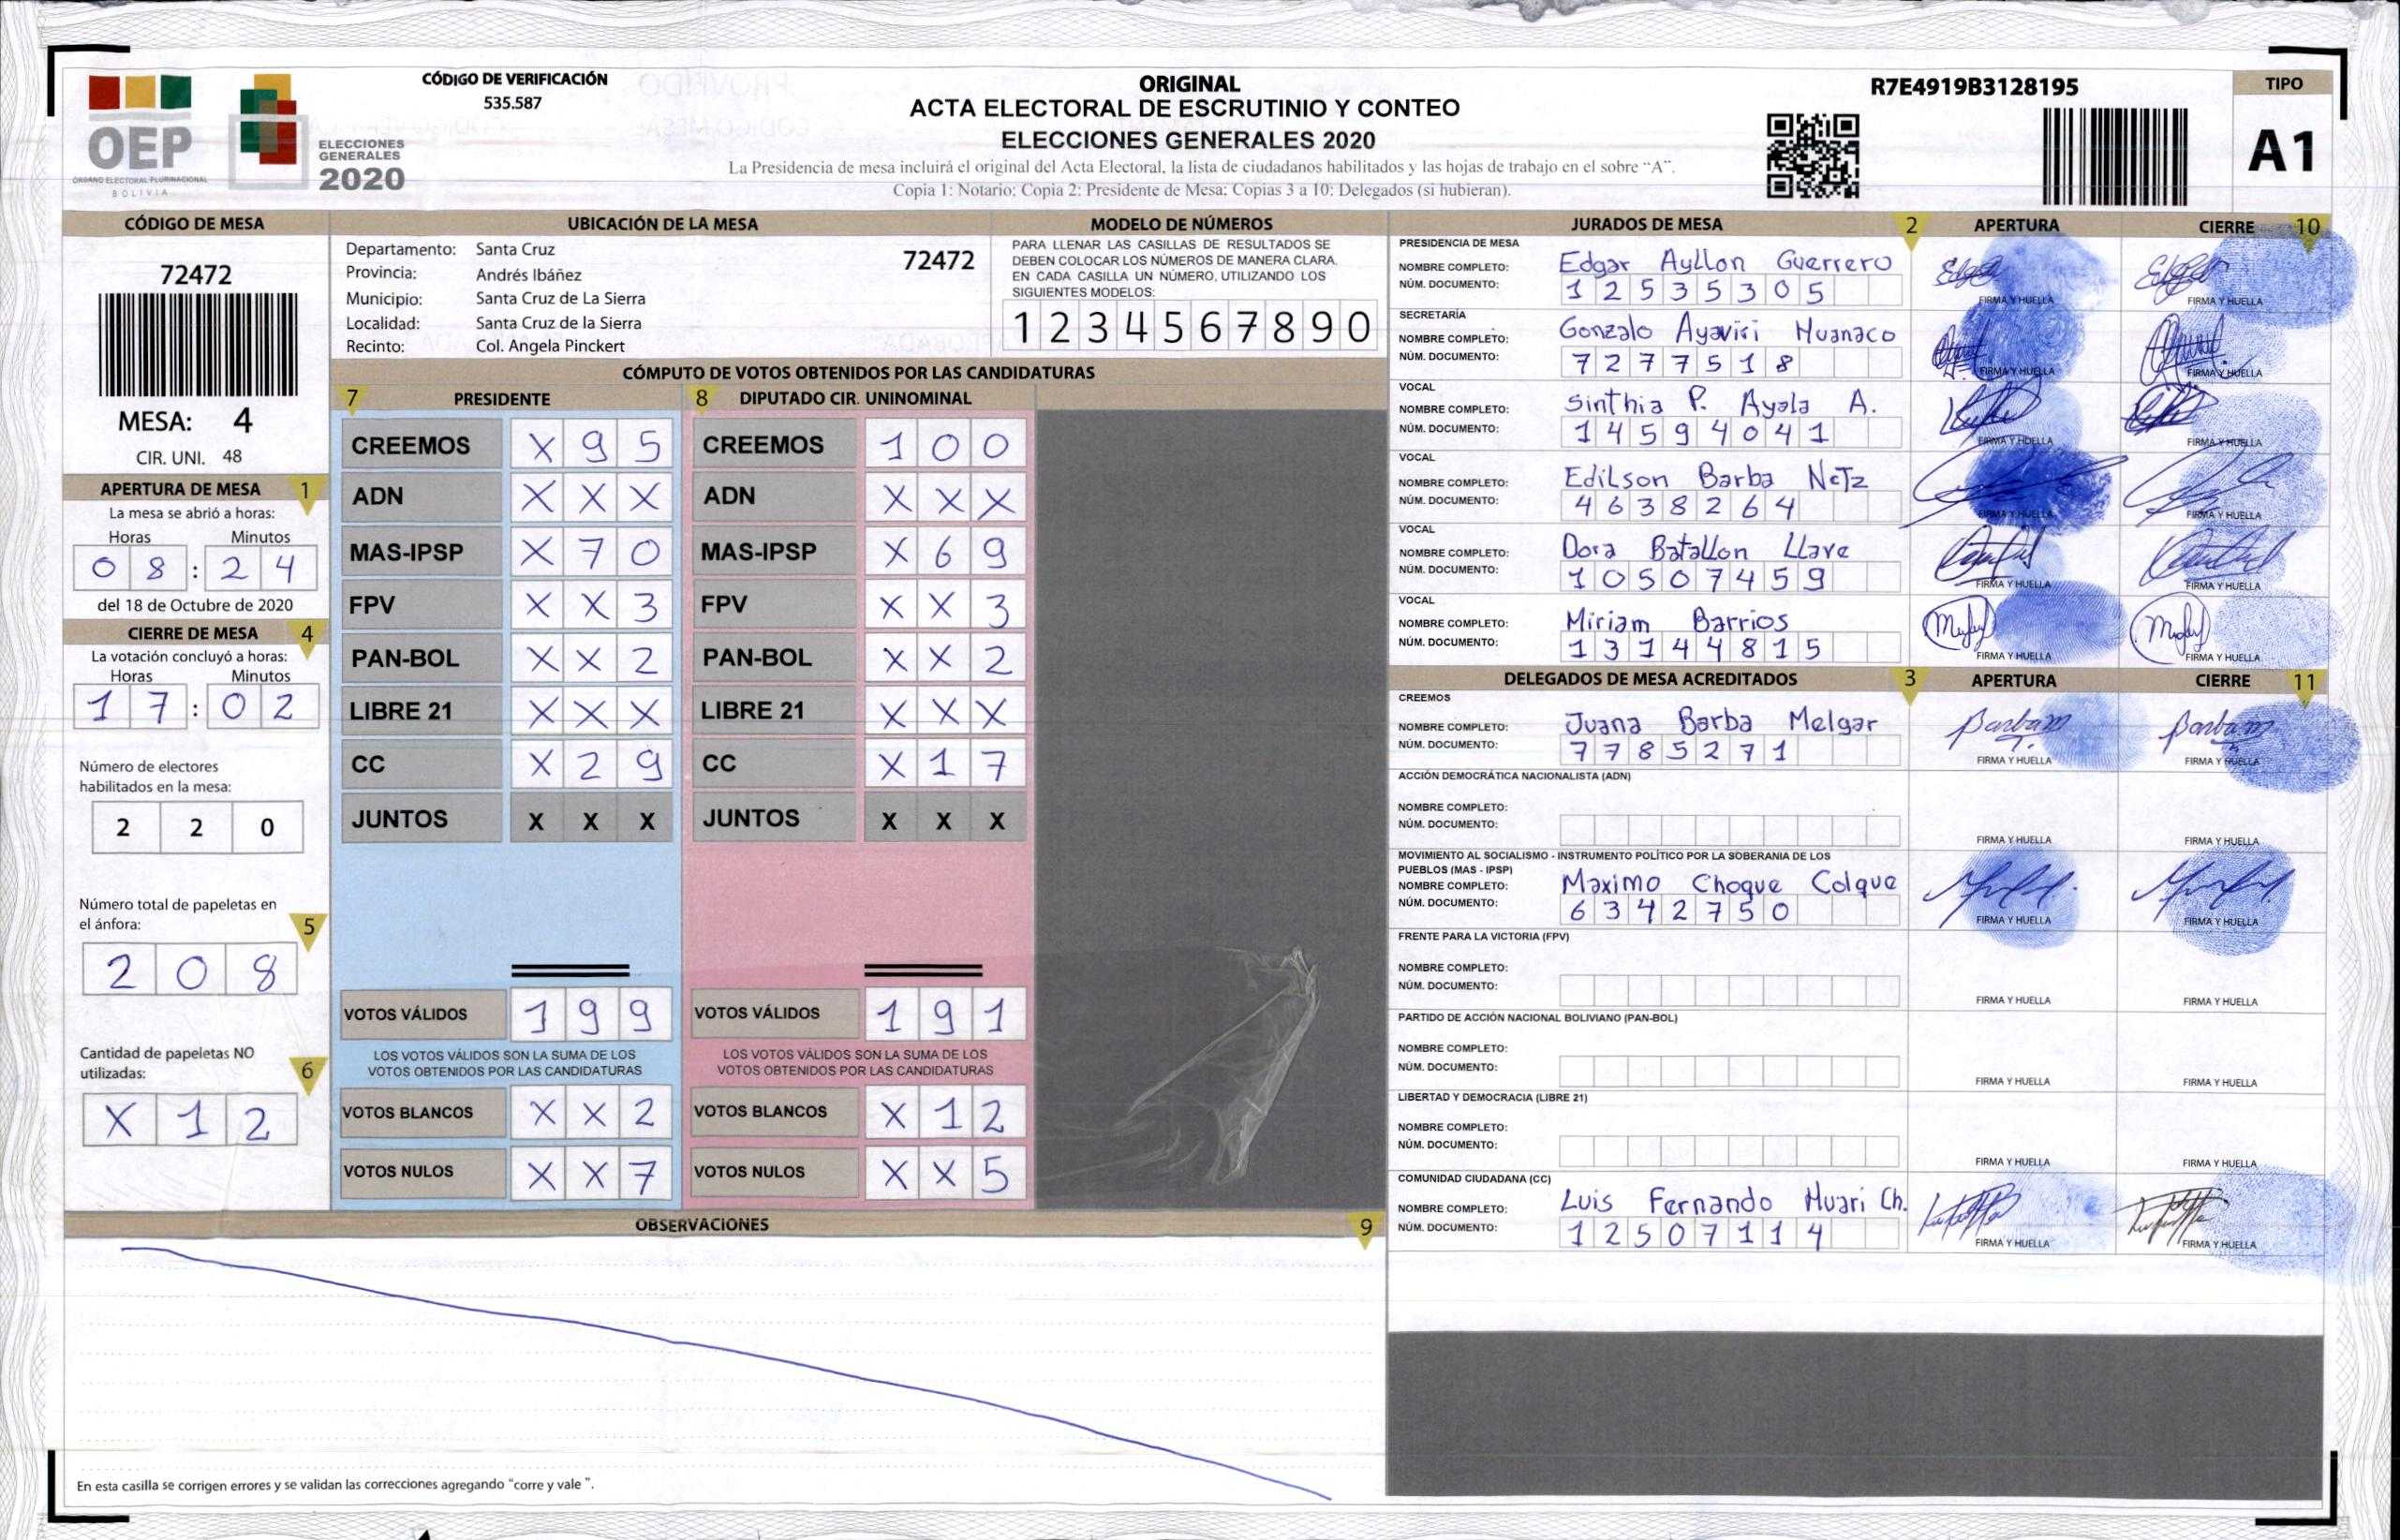 CÓDIGO DE VERIFICACIÓN
535.587
OEP
ÓRGANO ELECTORAL PLURINACIONAL
BOLIVIA
ELECCIONES
GENERALES
2020
ORIGINAL
ACTA ELECTORAL DE ESCRUTINIO Y CONTEO
ELECCIONES GENERALES 2020
La Presidencia de mesa incluirá el original del Acta Electoral, la lista de ciudadanos habilitados y las hojas de trabajo en el sobre “A”.
Copia 1: Notario; Copia 2: Presidente de Mesa; Copias 3 a 10: Delegados (si hubieran).
R7E4919B3128195
TIPO
A1
CÓDIGO DE MESA
72472
MESA: 4
CIR. UNI. 48
APERTURA DE MESA 1
La mesa se abrió a horas:
Horas Minutos
0 8 : 2 4
del 18 de Octubre de 2020
CIERRE DE MESA 4
La votación concluyó a horas:
Horas Minutos
1 7 : 0 2
Número de electores
habilitados en la mesa:
2 2 0
Número total de papeletas en
el ánfora: 5
2 0 8
Cantidad de papeletas NO
utilizadas: 6
X 1 2
UBICACIÓN DE LA MESA
Departamento: Santa Cruz 72472
Provincia: Andrés Ibáñez
Municipio: Santa Cruz de La Sierra
Localidad: Santa Cruz de la Sierra
Recinto: Col. Angela Pinckert
MODELO DE NÚMEROS
PARA LLENAR LAS CASILLAS DE RESULTADOS SE
DEBEN COLOCAR LOS NÚMEROS DE MANERA CLARA.
EN CADA CASILLA UN NÚMERO, UTILIZANDO LOS
SIGUIENTES MODELOS:
1 2 3 4 5 6 7 8 9 0
CÓMPUTO DE VOTOS OBTENIDOS POR LAS CANDIDATURAS
7 PRESIDENTE 8 DIPUTADO CIR. UNINOMINAL
CREEMOS X 9 5 CREEMOS 1 0 0
ADN X X X ADN X X X
MAS-IPSP X 7 0 MAS-IPSP X 6 9
FPV X X 3 FPV X X 3
PAN-BOL X X 2 PAN-BOL X X 2
LIBRE 21 X X X LIBRE 21 X X X
CC X 2 9 CC X 1 7
JUNTOS X X X JUNTOS X X X
VOTOS VÁLIDOS 1 9 9 VOTOS VÁLIDOS 1 9 1
LOS VOTOS VÁLIDOS SON LA SUMA DE LOS LOS VOTOS VÁLIDOS SON LA SUMA DE LOS
VOTOS OBTENIDOS POR LAS CANDIDATURAS VOTOS OBTENIDOS POR LAS CANDIDATURAS
VOTOS BLANCOS X X 2 VOTOS BLANCOS X 1 2
VOTOS NULOS X X 7 VOTOS NULOS X X 5
OBSERVACIONES 9
En esta casilla se corrigen errores y se validan las correcciones agregando “corre y vale”.
JURADOS DE MESA 2 APERTURA CIERRE 10
PRESIDENCIA DE MESA
NOMBRE COMPLETO: Edgar Ayllon Guerrero
NÚM. DOCUMENTO: 1 2 5 3 5 3 0 5
FIRMA Y HUELLA FIRMA Y HUELLA
SECRETARÍA
NOMBRE COMPLETO: Gonzalo Ayaviri Huanaco
NÚM. DOCUMENTO: 7 2 7 7 5 1 8
FIRMA Y HUELLA FIRMA Y HUELLA
VOCAL
NOMBRE COMPLETO: Sinthia P. Ayala A.
NÚM. DOCUMENTO: 1 4 5 9 4 0 4 1
FIRMA Y HUELLA FIRMA Y HUELLA
VOCAL
NOMBRE COMPLETO: Edilson Barba
NÚM. DOCUMENTO: 4 6 3 8 2 6 4
FIRMA Y HUELLA FIRMA Y HUELLA
VOCAL
NOMBRE COMPLETO: Dora Batallon Llave
NÚM. DOCUMENTO: 1 0 5 0 7 4 5 9
FIRMA Y HUELLA FIRMA Y HUELLA
VOCAL
NOMBRE COMPLETO: Miriam Barrios
NÚM. DOCUMENTO: 1 3 1 4 4 8 1 5
FIRMA Y HUELLA FIRMA Y HUELLA
DELEGADOS DE MESA ACREDITADOS 3 APERTURA CIERRE 11
CREEMOS
NOMBRE COMPLETO: Juana Barba Melgar
NÚM. DOCUMENTO: 7 7 8 5 2 7 1
FIRMA Y HUELLA FIRMA Y HUELLA
ACCIÓN DEMOCRÁTICA NACIONALISTA (ADN)
NOMBRE COMPLETO:
NÚM. DOCUMENTO:
FIRMA Y HUELLA FIRMA Y HUELLA
MOVIMIENTO AL SOCIALISMO - INSTRUMENTO POLÍTICO POR LA SOBERANIA DE LOS
PUEBLOS (MAS - IPSP)
NOMBRE COMPLETO: Maximo Choque Colque
NÚM. DOCUMENTO: 6 3 4 2 7 5 0
FIRMA Y HUELLA FIRMA Y HUELLA
FRENTE PARA LA VICTORIA (FPV)
NOMBRE COMPLETO:
NÚM. DOCUMENTO:
FIRMA Y HUELLA FIRMA Y HUELLA
PARTIDO DE ACCIÓN NACIONAL BOLIVIANO (PAN-BOL)
NOMBRE COMPLETO:
NÚM. DOCUMENTO:
FIRMA Y HUELLA FIRMA Y HUELLA
LIBERTAD Y DEMOCRACIA (LIBRE 21)
NOMBRE COMPLETO:
NÚM. DOCUMENTO:
FIRMA Y HUELLA FIRMA Y HUELLA
COMUNIDAD CIUDADANA (CC)
NOMBRE COMPLETO: Luis Fernando Huari Ch.
NÚM. DOCUMENTO: 1 2 5 0 7 1 1 4
FIRMA Y HUELLA FIRMA Y HUELLA